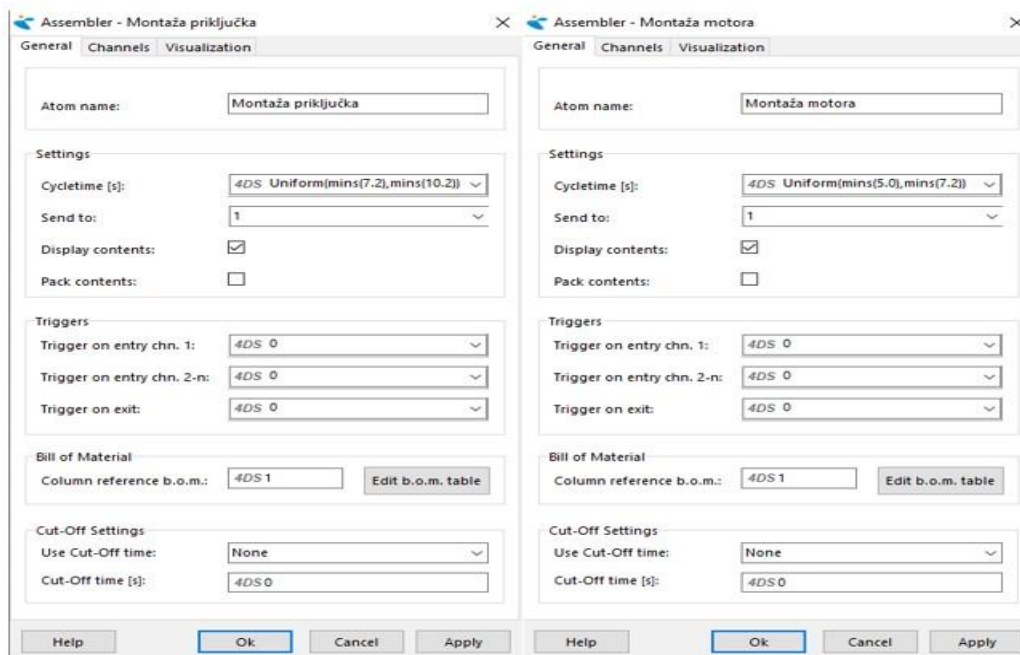 Assembler - Montaža priključka
General Channels Visualization
Atom name: Montaža priključka
Settings
Cycletime [s]: 4DS Uniform(mins(7.2),mins(10.2))
Send to: 1
Display contents:
Pack contents:
Triggers
Trigger on entry chn. 1: 4DS 0
Trigger on entry chn. 2-n: 4DS 0
Trigger on exit: 4DS 0
Bill of Material
Column reference b.o.m.: 4DS 1 Edit b.o.m. table
Cut-Off Settings
Use Cut-Off time: None
Cut-Off time [s]: 4DS 0
Help Ok Cancel Apply
Assembler - Montaža motora
General Channels Visualization
Atom name: Montaža motora
Settings
Cycletime [s]: 4DS Uniform(mins(5.0),mins(7.2))
Send to: 1
Display contents:
Pack contents:
Triggers
Trigger on entry chn. 1: 4DS 0
Trigger on entry chn. 2-n: 4DS 0
Trigger on exit: 4DS 0
Bill of Material
Column reference b.o.m.: 4DS 1 Edit b.o.m. table
Cut-Off Settings
Use Cut-Off time: None
Cut-Off time [s]: 4DS 0
Help Ok Cancel Apply